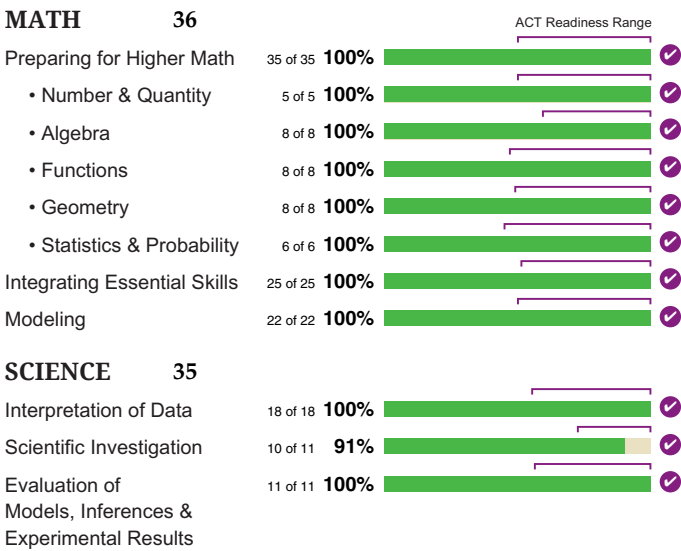 MATH 36
ACT Readiness Range
Preparing for Higher Math 35 of 35 100%
• Number & Quantity 5 of 5 100%
• Algebra 8 of 8 100%
• Functions 8 of 8 100%
• Geometry 8 of 8 100%
• Statistics & Probability 6 of 6 100%
Integrating Essential Skills 25 of 25 100%
Modeling 22 of 22 100%
SCIENCE 35
Interpretation of Data 18 of 18 100%
Scientific Investigation 10 of 11 91%
Evaluation of 11 of 11 100%
Models, Inferences &
Experimental Results